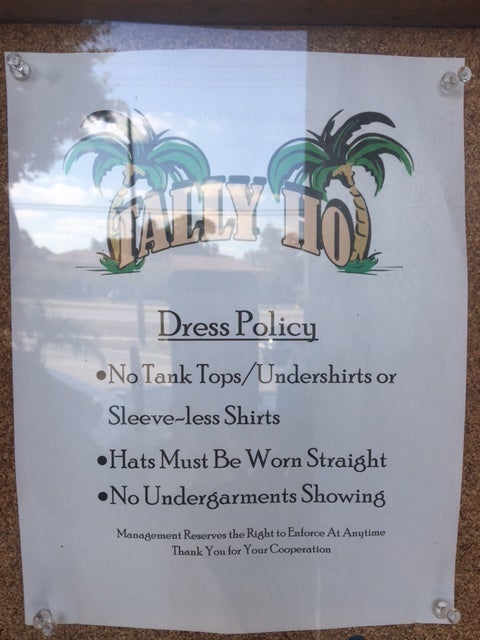 TALLY HO
Dress Policy
•No Tank Tops/Undershirts or
Sleeve-less Shirts
•Hats Must Be Worn Straight
•No Undergarments Showing
Management Reserves the Right to Enforce At Anytime
Thank You for Your Cooperation